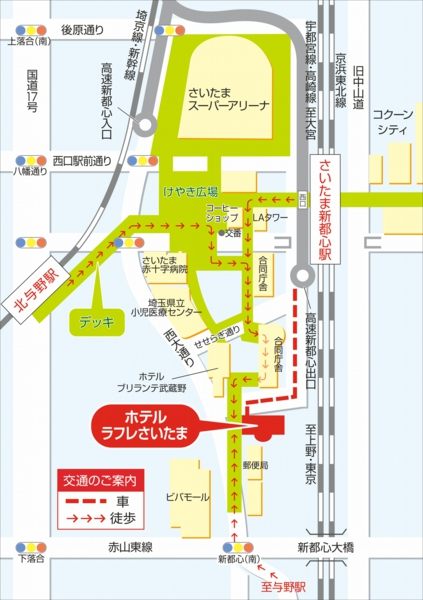 後原通り
上落合(南)
国道17号
埼京線・新幹線
高速新都心入口
さいたま
スーパーアリーナ
宇都宮線・高崎線 至大宮
京浜東北線
旧中山道
コクーン
シティ
西口駅前通り
八幡通り
けやき広場
コーヒー
ショップ
交番
LAタワー
西口
さいたま新都心駅
北与野駅
デッキ
さいたま
赤十字病院
埼玉県立
小児医療センター
合同庁舎
西大通り
せせらぎ通り
合同庁舎
高速新都心出口
ホテル
ブリランテ武蔵野
ホテル
ラフレさいたま
至上野・東京
郵便局
交通のご案内
車
徒歩
ビバモール
赤山東線
下落合
新都心(南)
新都心大橋
至与野駅